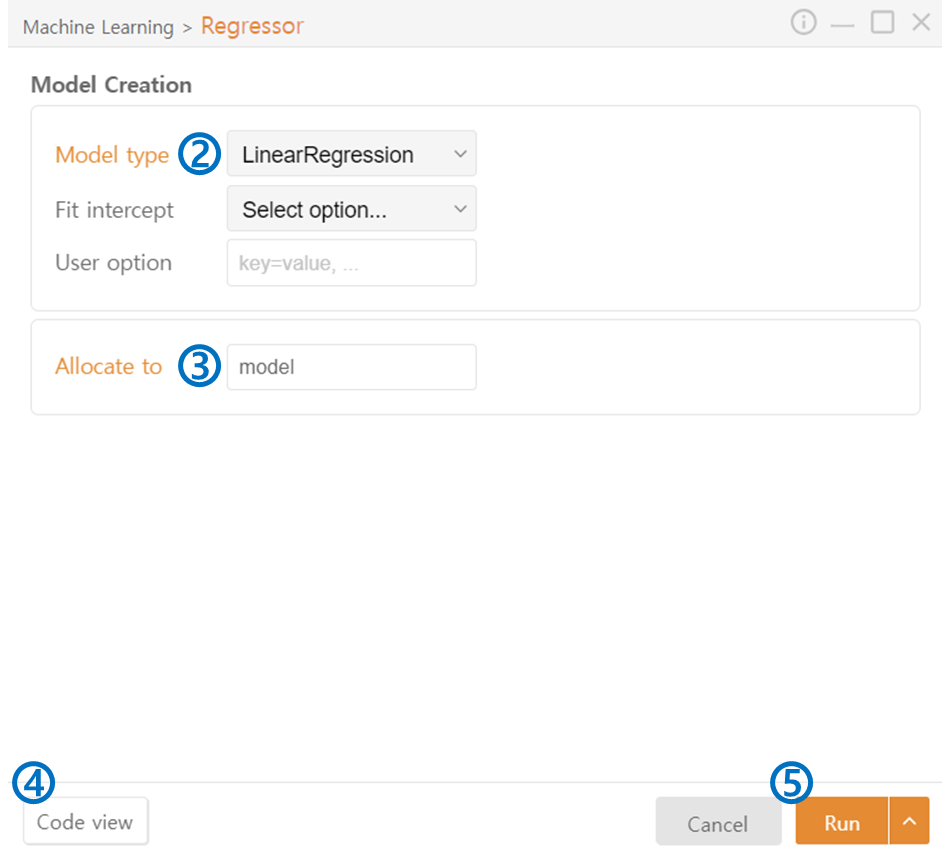 Machine Learning > Regressor
Model Creation
Model type ② LinearRegression
Fit intercept Select option...
User option key=value, ...
Allocate to ③ model
④ ⑤
Code view Cancel Run